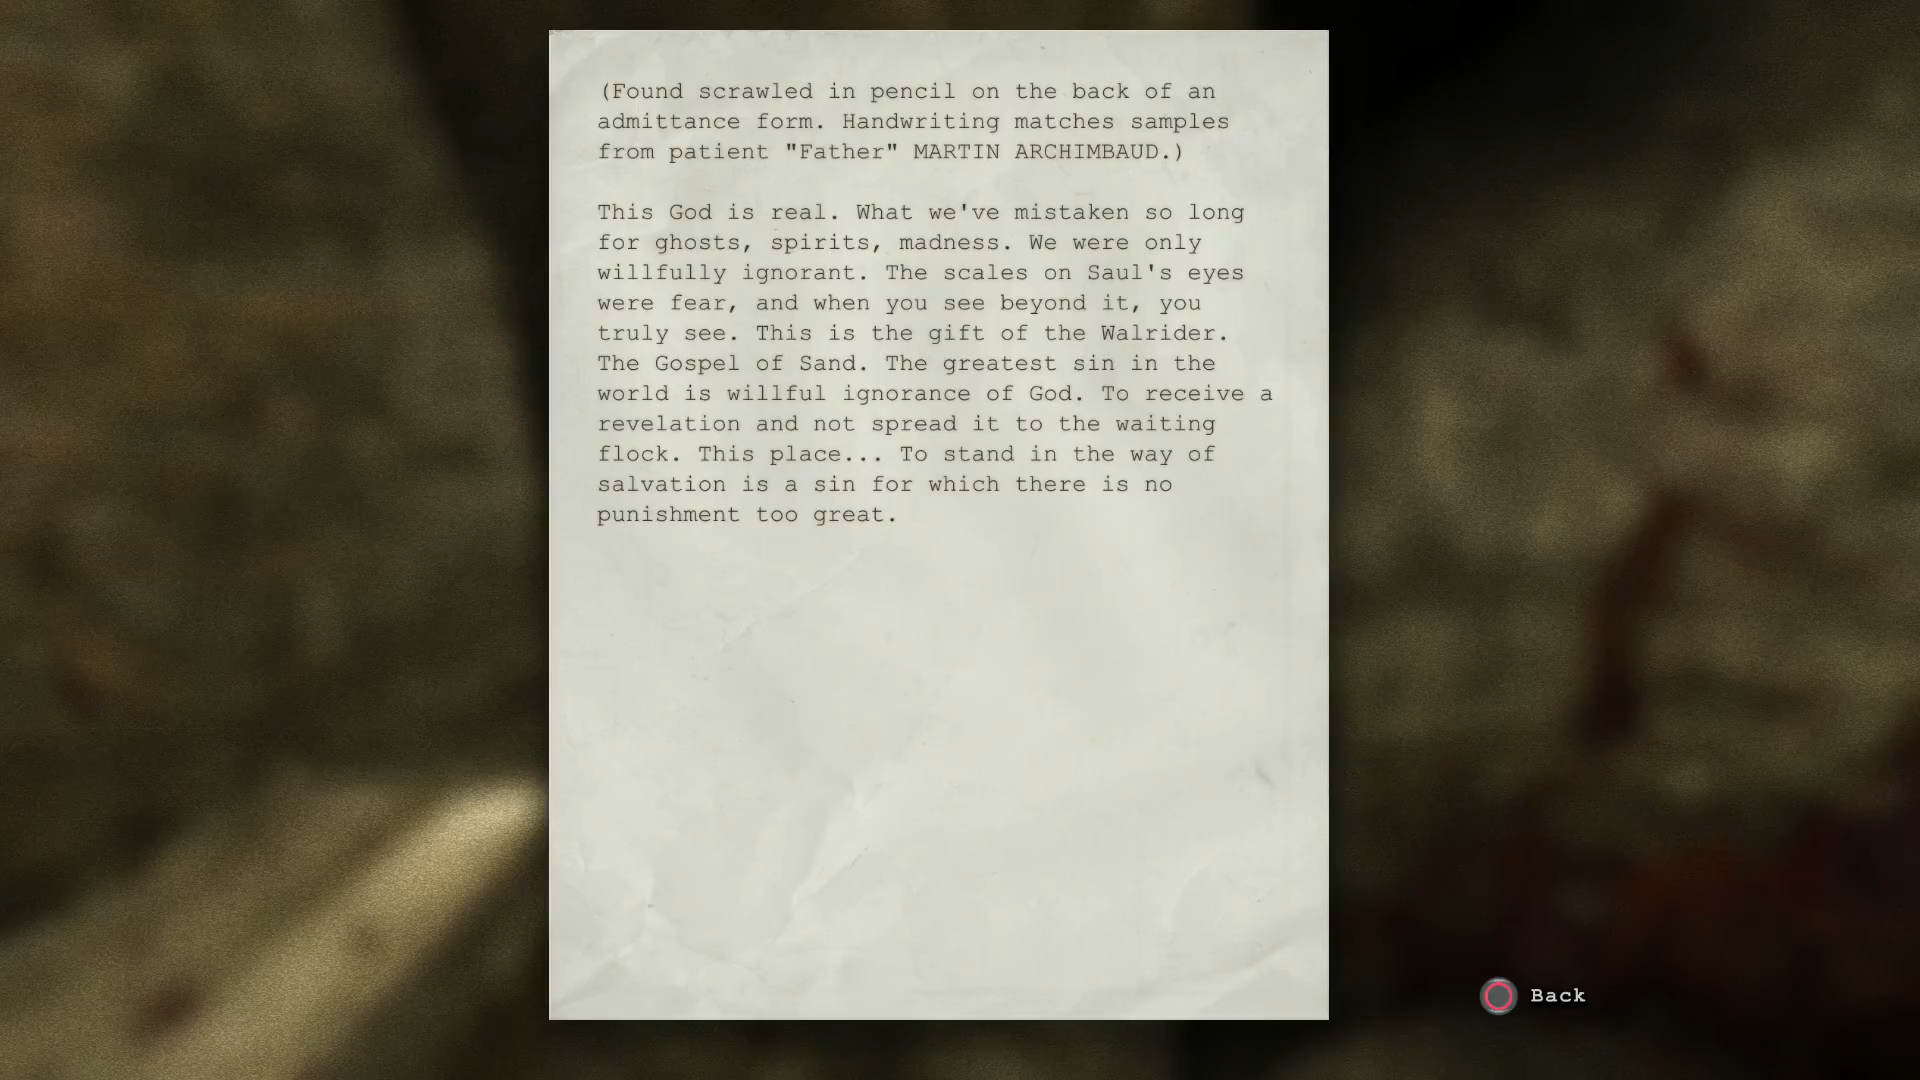 (Found scrawled in pencil on the back of an
admittance form. Handwriting matches samples
from patient "Father" MARTIN ARCHIMBAUD.)
This God is real. What we've mistaken so long
for ghosts, spirits, madness. We were only
willfully ignorant. The scales on Saul's eyes
were fear, and when you see beyond it, you
truly see. This is the gift of the Walrider.
The Gospel of Sand. The greatest sin in the
world is willful ignorance of God. To receive a
revelation and not spread it to the waiting
flock. This place... To stand in the way of
salvation is a sin for which there is no
punishment too great.
Back